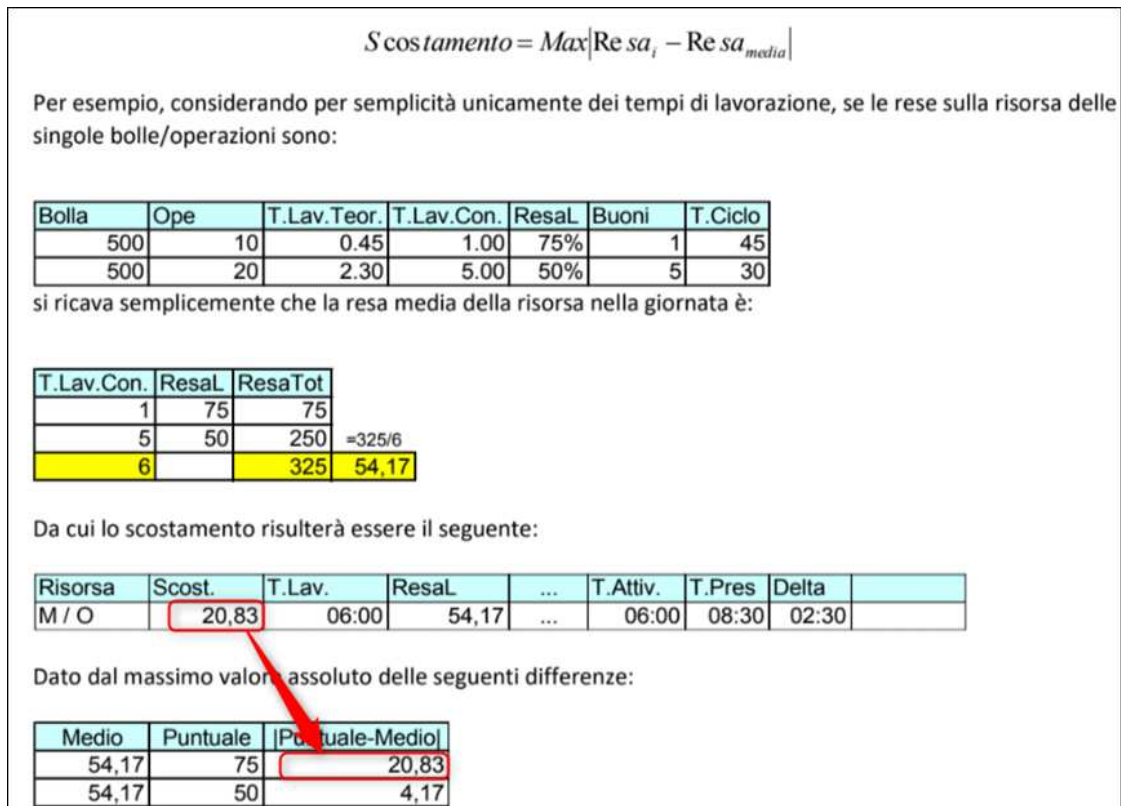 S costamento = Max|Re sa_i − Re sa_media|
Per esempio, considerando per semplicità unicamente dei tempi di lavorazione, se le rese sulla risorsa delle
singole bolle/operazioni sono:
Bolla Ope T.Lav.Teor. T.Lav.Con. ResaL Buoni T.Ciclo
500 10 0.45 1.00 75% 1 45
500 20 2.30 5.00 50% 5 30
si ricava semplicemente che la resa media della risorsa nella giornata è:
T.Lav.Con. ResaL ResaTot
1 75 75
5 50 250 =325/6
6 325 54,17
Da cui lo scostamento risulterà essere il seguente:
Risorsa Scost. T.Lav. ResaL ... T.Attiv. T.Pres Delta
M / O 20,83 06:00 54,17 ... 06:00 08:30 02:30
Dato dal massimo valore assoluto delle seguenti differenze:
Medio Puntuale |Puntuale-Medio|
54,17 75 20,83
54,17 50 4,17